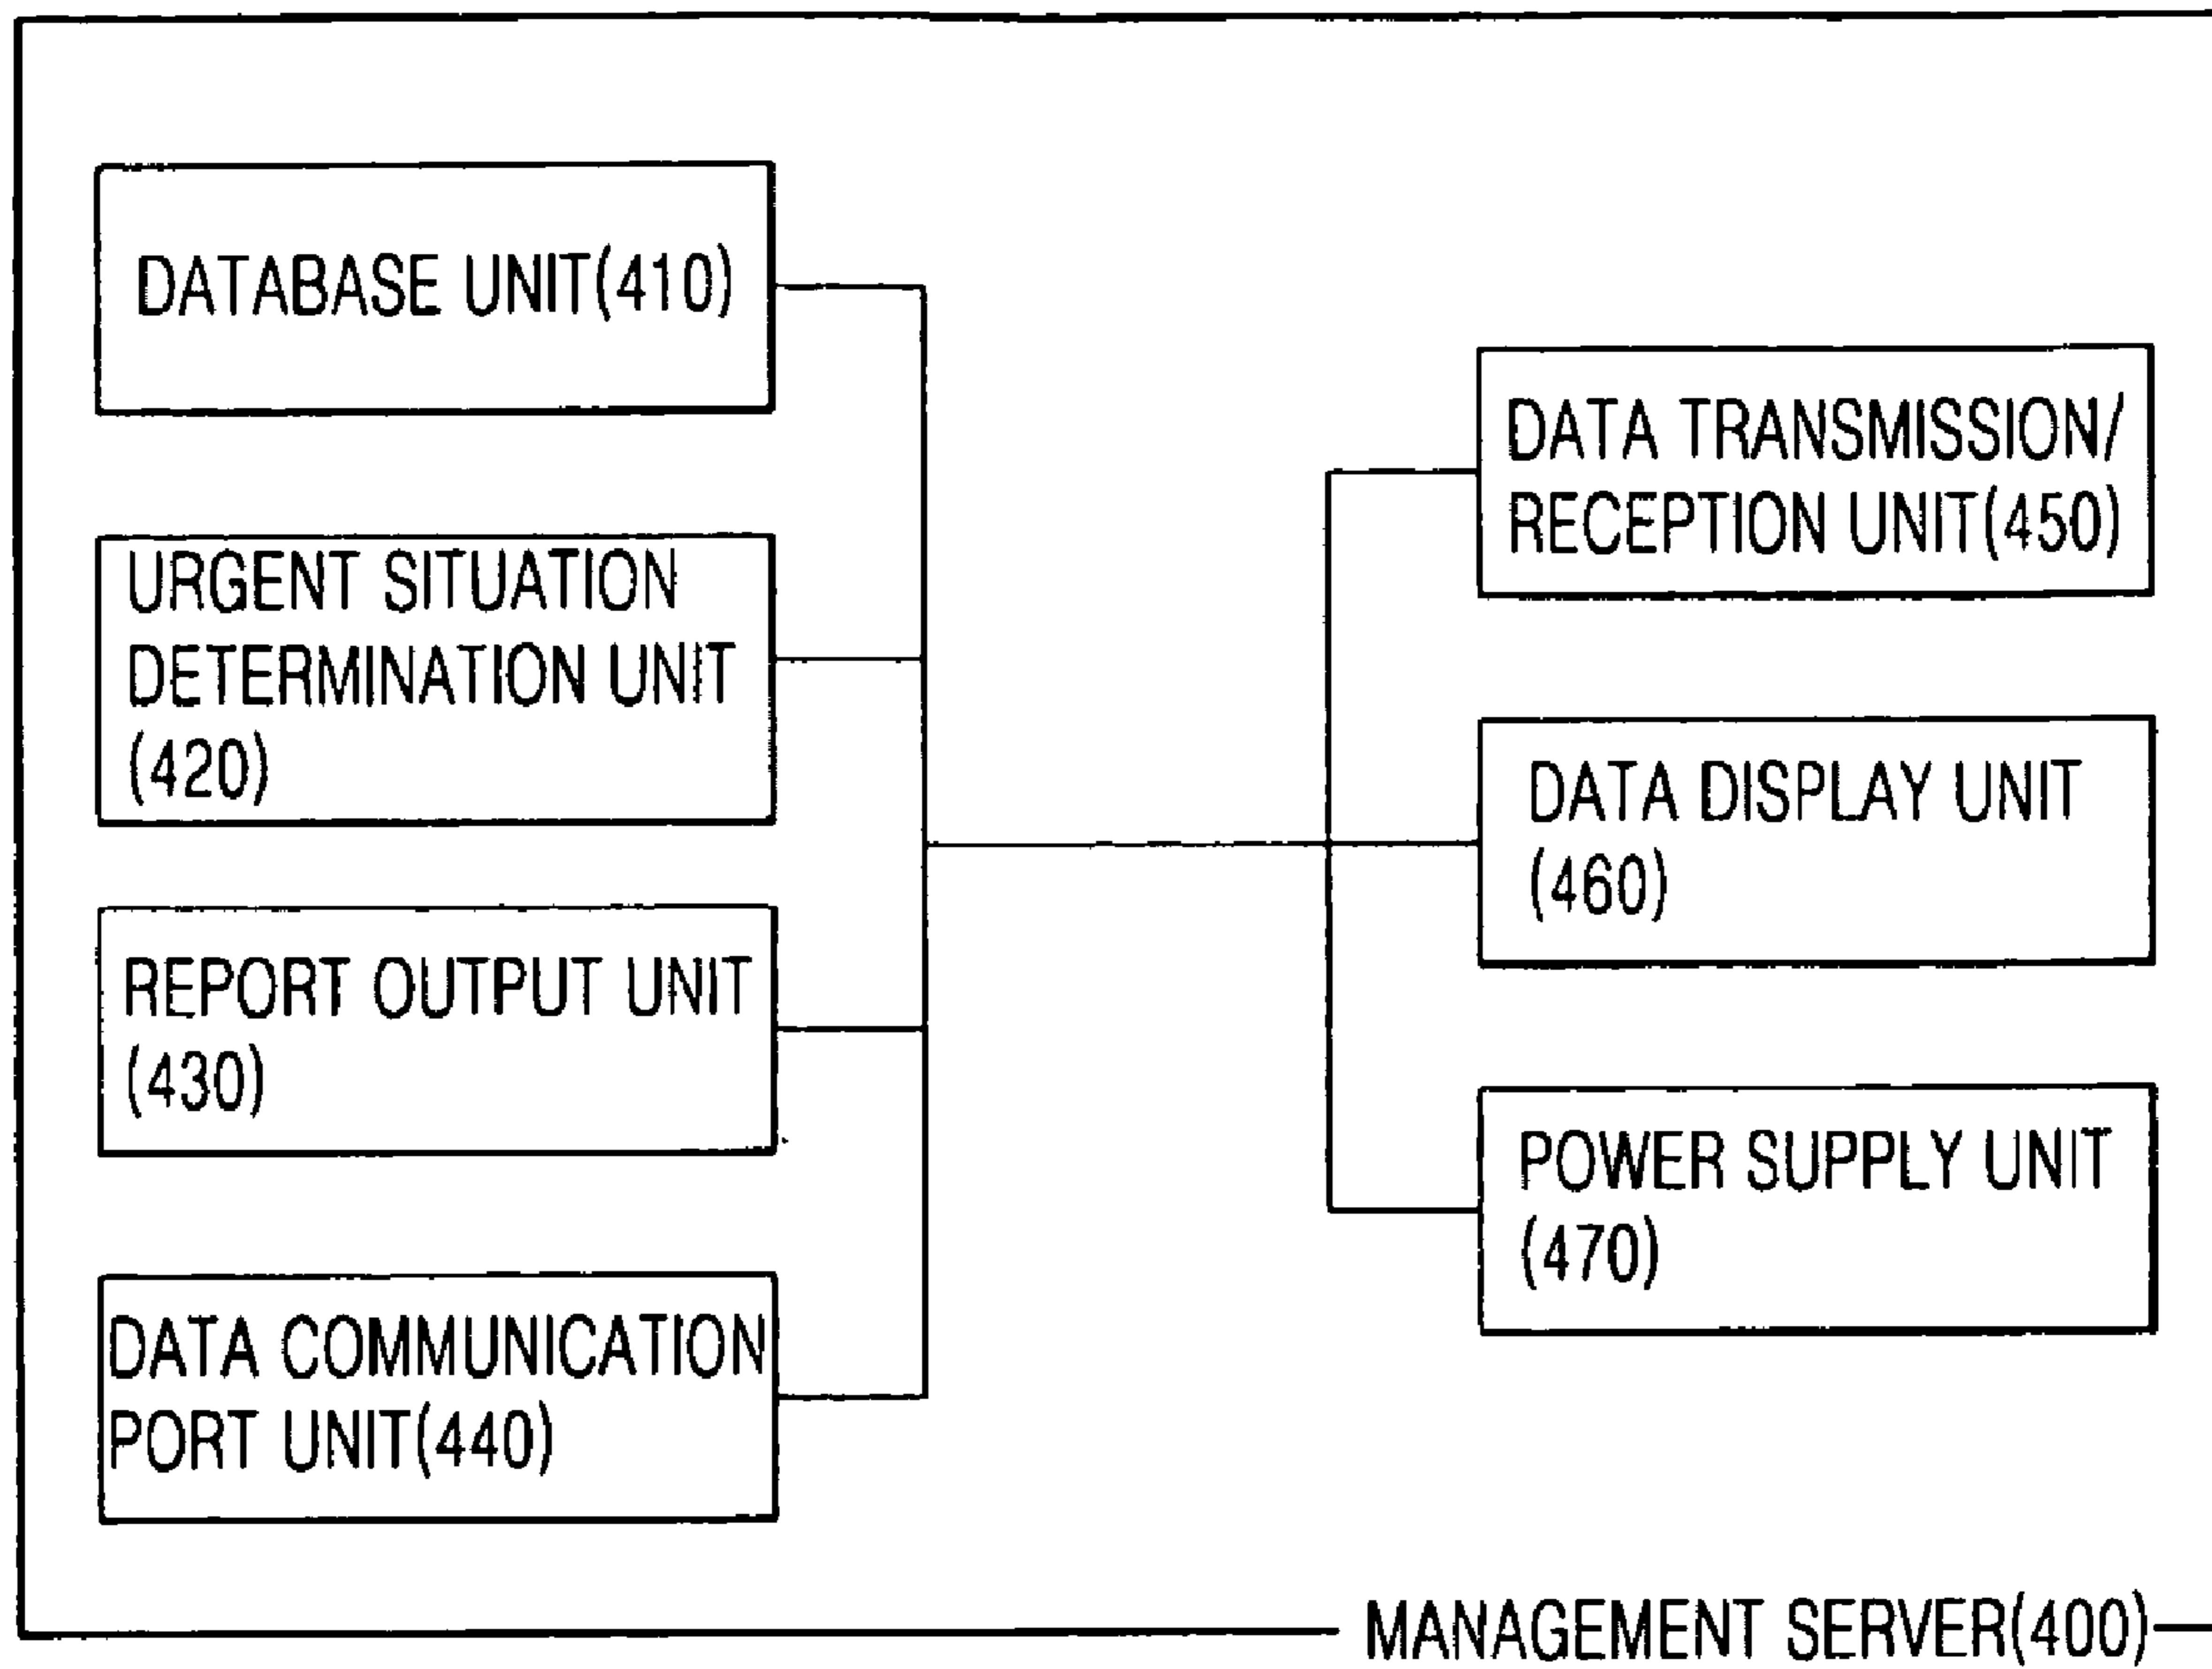 DATABASE UNIT(410)
URGENT SITUATION
DETERMINATION UNIT
(420)
REPORT OUTPUT UNIT
(430)
DATA COMMUNICATION
PORT UNIT(440)
DATA TRANSMISSION/
RECEPTION UNIT(450)
DATA DISPLAY UNIT
(460)
POWER SUPPLY UNIT
(470)
MANAGEMENT SERVER(400)